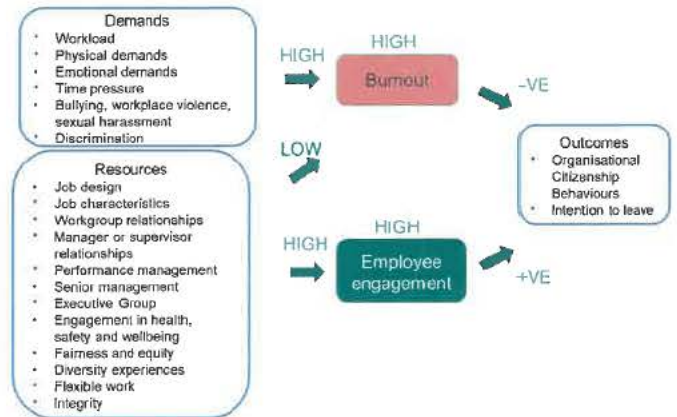 Demands
· Workload
· Physical demands
· Emotional demands
· Time pressure
· Bullying, workplace violence,
sexual harassment
· Discrimination
Resources
· Job design
· Job characteristics
· Workgroup relationships
· Manager or supervisor
relationships
· Performance management
· Senior management
· Executive Group
· Engagement in health,
safety and wellbeing
· Fairness and equity
· Diversity experiences
· Flexible work
· Integrity
HIGH
LOW
HIGH
HIGH
Burnout
HIGH
Employee
engagement
-VE
+VE
Outcomes
· Organisational
Citizenship
Behaviours
· Intention to leave